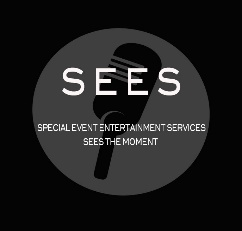 SEES
SPECIAL EVENT ENTERTAINMENT SERVICES
SEES THE MOMENT